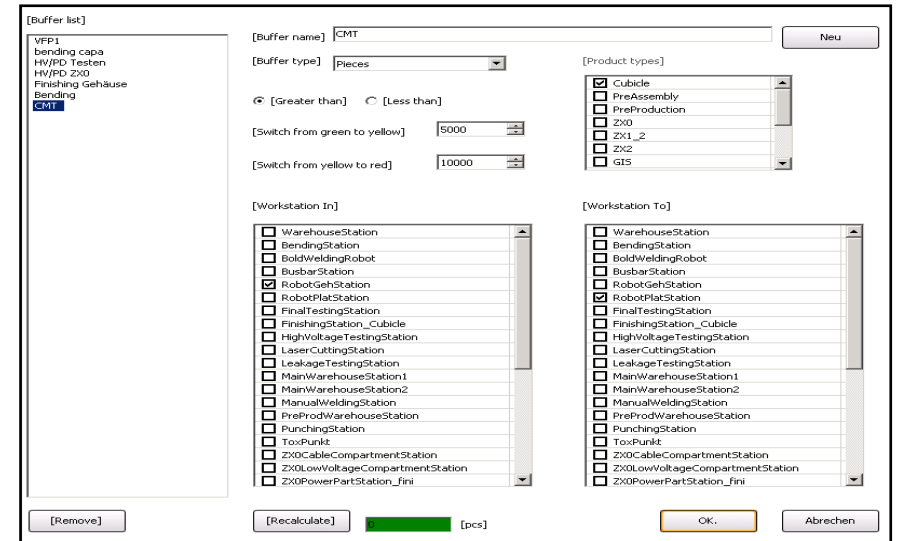 [Buffer list]
VFP1
bending capa
HV/PD Testen
HV/PD ZX0
Finishing Gehäuse
Bending
CMT
[Buffer name] CMT
Neu
[Buffer type] Pieces
[Greater than] [Less than]
[Switch from green to yellow] 5000
[Switch from yellow to red] 10000
[Product types]
Cubicle
PreAssembly
PreProduction
ZX0
ZX1_2
ZX2
GIS
[Workstation In]
WarehouseStation
BendingStation
BoldWeldingRobot
BusbarStation
RobotGehStation
RobotPlatStation
FinalTestingStation
FinishingStation_Cubicle
HighVoltageTestingStation
LaserCuttingStation
LeakageTestingStation
MainWarehouseStation1
MainWarehouseStation2
ManualWeldingStation
PreProdWarehouseStation
PunchingStation
ToxPunkt
ZX0CableCompartmentStation
ZX0LowVoltageCompartmentStation
ZX0PowerPartStation_fini
[Workstation To]
WarehouseStation
BendingStation
BoldWeldingRobot
BusbarStation
RobotGehStation
RobotPlatStation
FinalTestingStation
FinishingStation_Cubicle
HighVoltageTestingStation
LaserCuttingStation
LeakageTestingStation
MainWarehouseStation1
MainWarehouseStation2
ManualWeldingStation
PreProdWarehouseStation
PunchingStation
ToxPunkt
ZX0CableCompartmentStation
ZX0LowVoltageCompartmentStation
ZX0PowerPartStation_fini
[Remove]
[Recalculate] 0 [pcs]
OK.
Abrechen